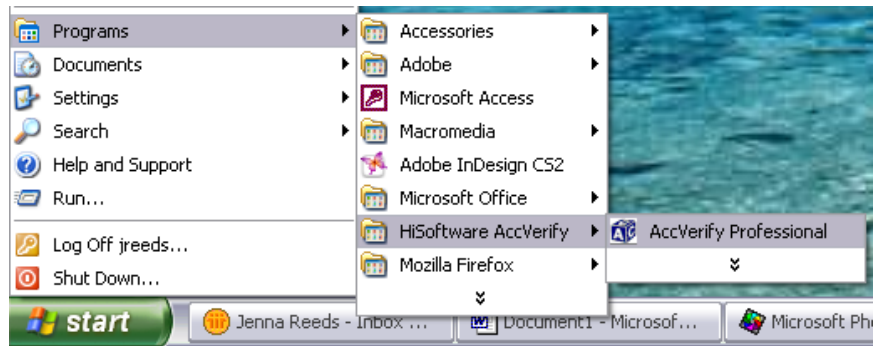 Programs
Documents
Settings
Search
Help and Support
Run...
Log Off jreeds...
Shut Down...
Accessories
Adobe
Microsoft Access
Macromedia
Adobe InDesign CS2
Microsoft Office
HiSoftware AccVerify
Mozilla Firefox
AccVerify Professional
start
Jenna Reeds - Inbox ...
Document1 - Microsof...
Microsoft Ph